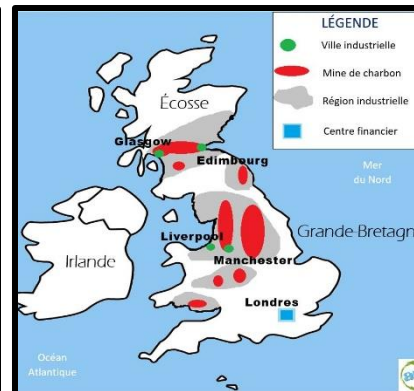 LÉGENDE
Ville industrielle
Mine de charbon
Région industrielle
Centre financier
Écosse
Glasgow
Edimbourg
Mer
du Nord
Grande-Bretagn
Liverpool
Manchester
Irlande
Londres
Océan
Atlantique